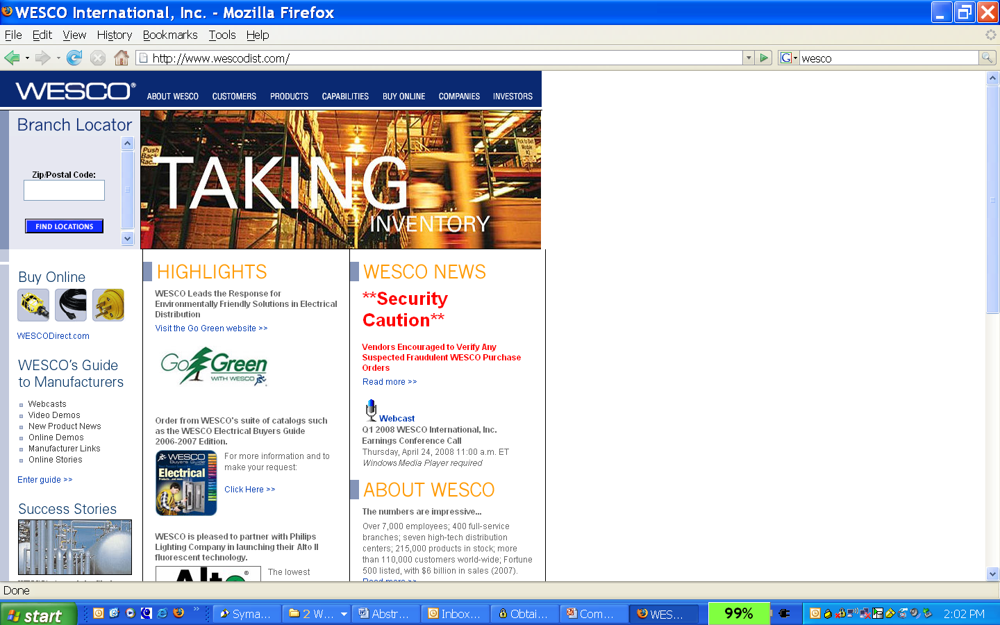 WESCO International, Inc. - Mozilla Firefox
File Edit View History Bookmarks Tools Help
http://www.wescodist.com/
G wesco
WESCO®
ABOUT WESCO CUSTOMERS PRODUCTS CAPABILITIES BUY ONLINE COMPANIES INVESTORS
Branch Locator
Zip/Postal Code:
FIND LOCATIONS
Push
Back
Pick to Belt
Module
TAKING
INVENTORY
Buy Online
WESCODirect.com
WESCO's Guide
to Manufacturers
Webcasts
Video Demos
New Product News
Online Demos
Manufacturer Links
Online Stories
Enter guide >>
Success Stories
HIGHLIGHTS
WESCO Leads the Response for
Environmentally Friendly Solutions in Electrical
Distribution
Visit the Go Green website >>
Go Green
WITH WESCO
Order from WESCO's suite of catalogs such
as the WESCO Electrical Buyers Guide
2006-2007 Edition.
WESCO
Buyers Guide
Electrical
For more information and to
make your request:
Click Here >>
WESCO is pleased to partner with Philips
Lighting Company in launching their Alto II
fluorescent technology.
Alto®
The lowest
WESCO NEWS
**Security
Caution**
Vendors Encouraged to Verify Any
Suspected Fraudulent WESCO Purchase
Orders
Read more >>
Webcast
Q1 2008 WESCO International, Inc.
Earnings Conference Call
Thursday, April 24, 2008 11:00 a.m. ET
Windows Media Player required
ABOUT WESCO
The numbers are impressive...
Over 7,000 employees; 400 full-service
branches; seven high-tech distribution
centers; 215,000 products in stock; more
than 110,000 customers world-wide; Fortune
500 listed, with $6 billion in sales (2007).
Read more >>
Done
start
Syma...
2 W...
Abstr...
Inbox...
Obtai...
Com...
WES...
99%
2:02 PM